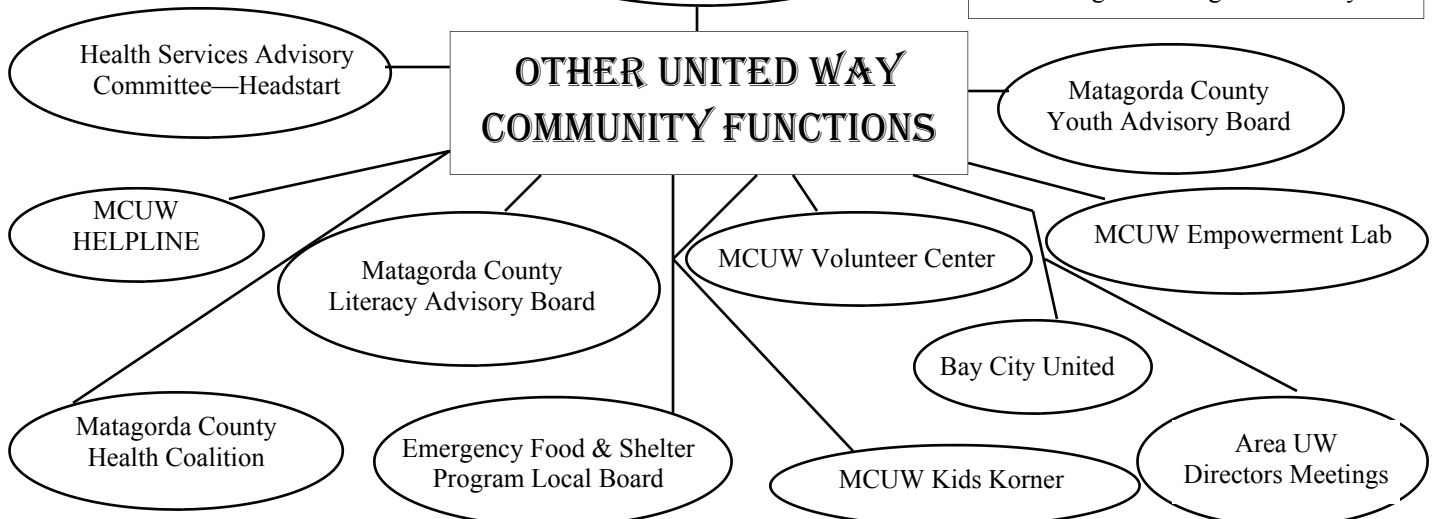 Health Services Advisory
Committee—Headstart
OTHER UNITED WAY
COMMUNITY FUNCTIONS
Matagorda County
Youth Advisory Board
MCUW
HELPLINE
Matagorda County
Literacy Advisory Board
MCUW Volunteer Center
MCUW Empowerment Lab
Bay City United
Matagorda County
Health Coalition
Emergency Food & Shelter
Program Local Board
MCUW Kids Korner
Area UW
Directors Meetings